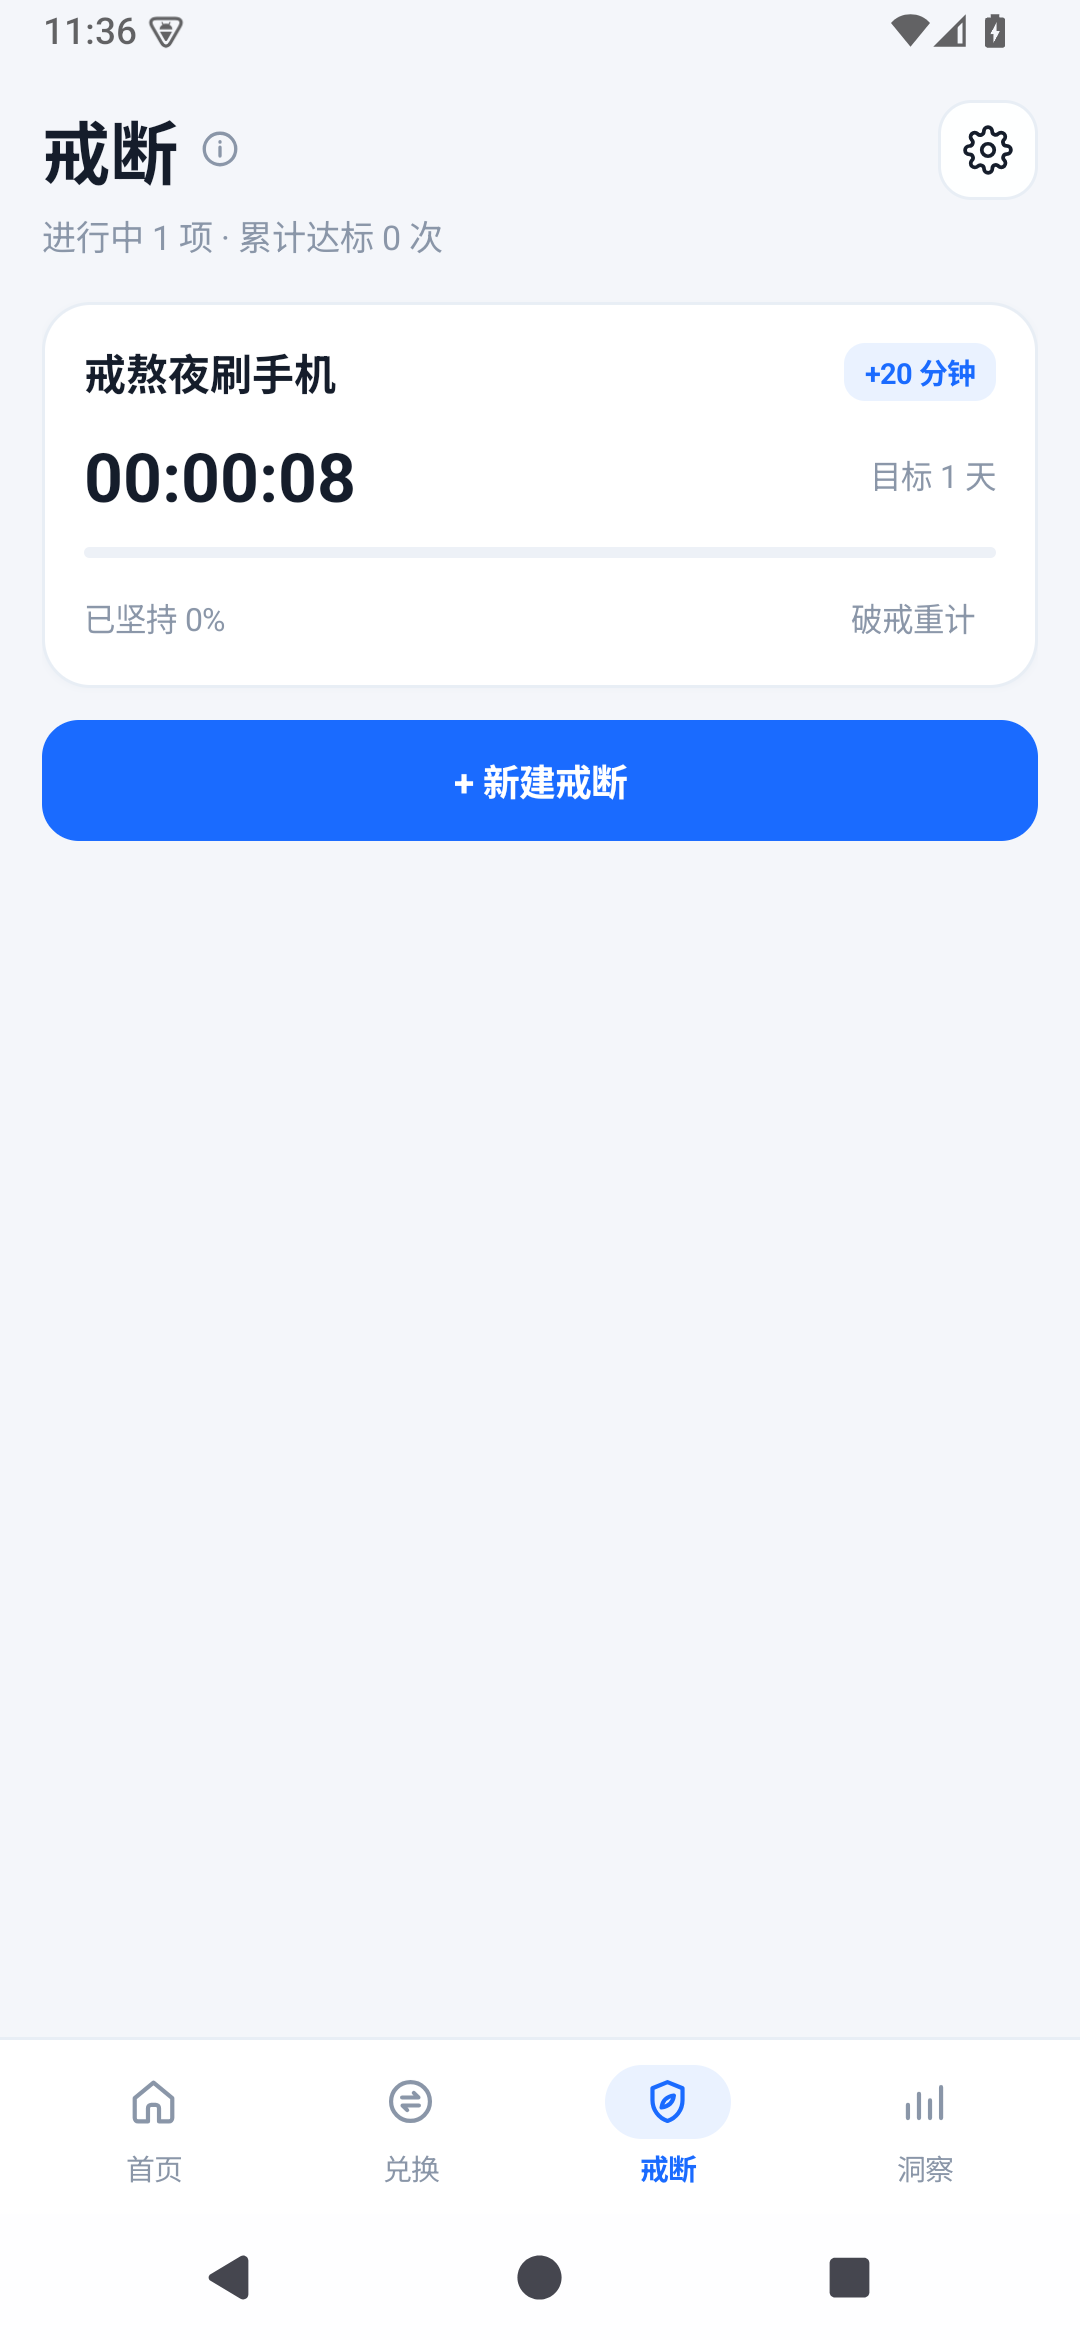 11:36
戒断
进行中 1 项 · 累计达标 0 次
戒熬夜刷手机
+20 分钟
00:00:08
目标 1 天
已坚持 0%
破戒重计
+ 新建戒断
首页
兑换
戒断
洞察